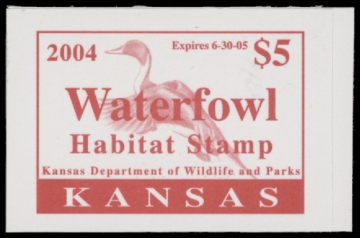 2004 Expires 6-30-05 $5
Waterfowl
Habitat Stamp
Kansas Department of Wildlife and Parks
KANSAS